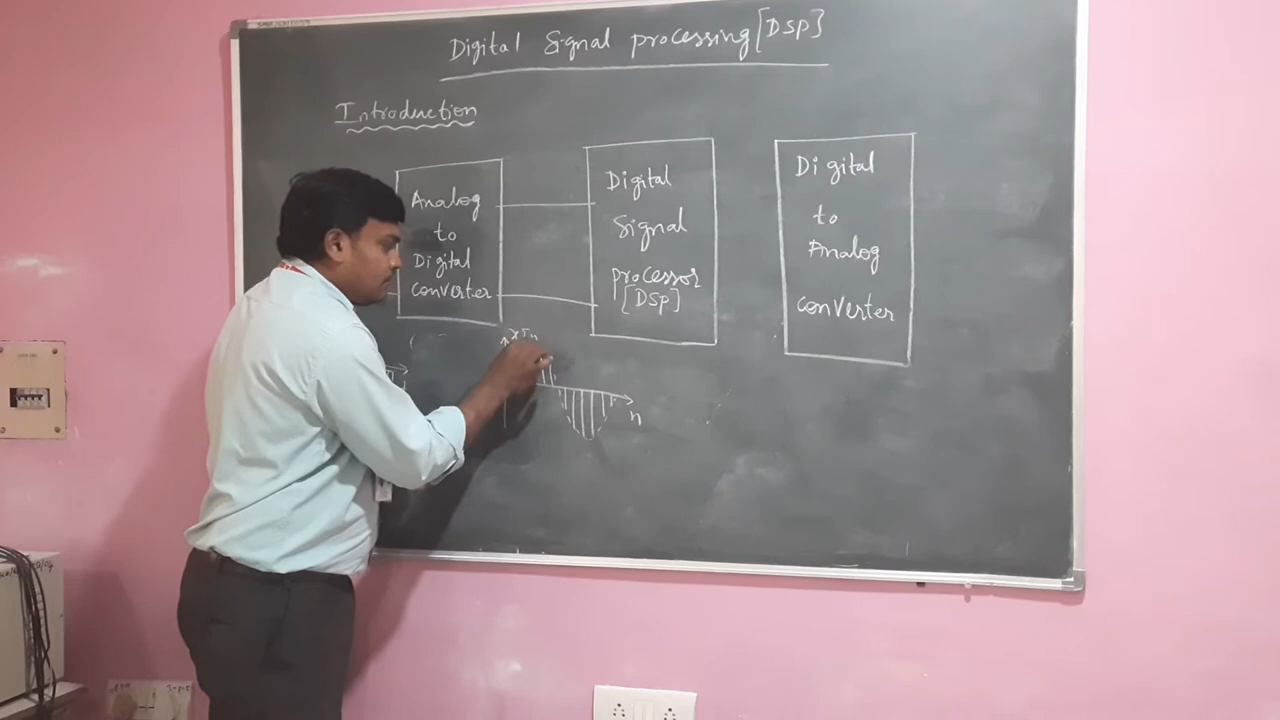 Digital Signal processing [DSP]
Introduction
Analog
to
Digital
converter
Digital
Signal
processor
[DSP]
Digital
to
Analog
converter
n